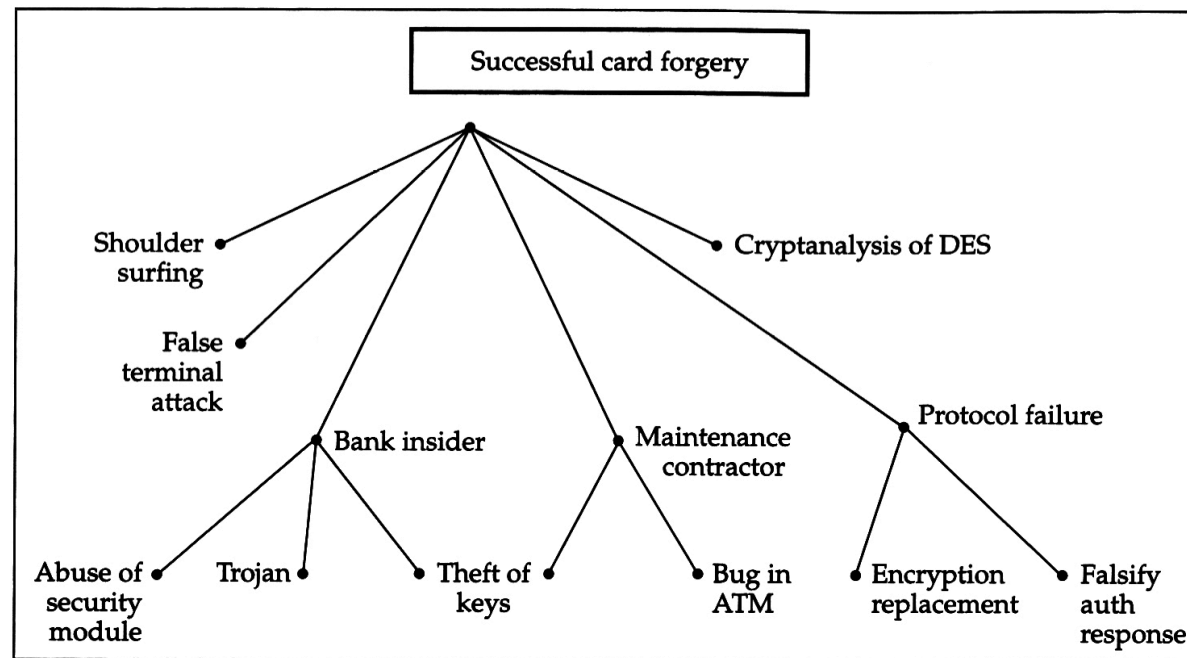 Successful card forgery
Shoulder
surfing
Cryptanalysis of DES
False
terminal
attack
Protocol failure
Bank insider
Maintenance
contractor
Abuse of
security
module
Trojan
Theft of
keys
Bug in
ATM
Encryption
replacement
Falsify
auth
response